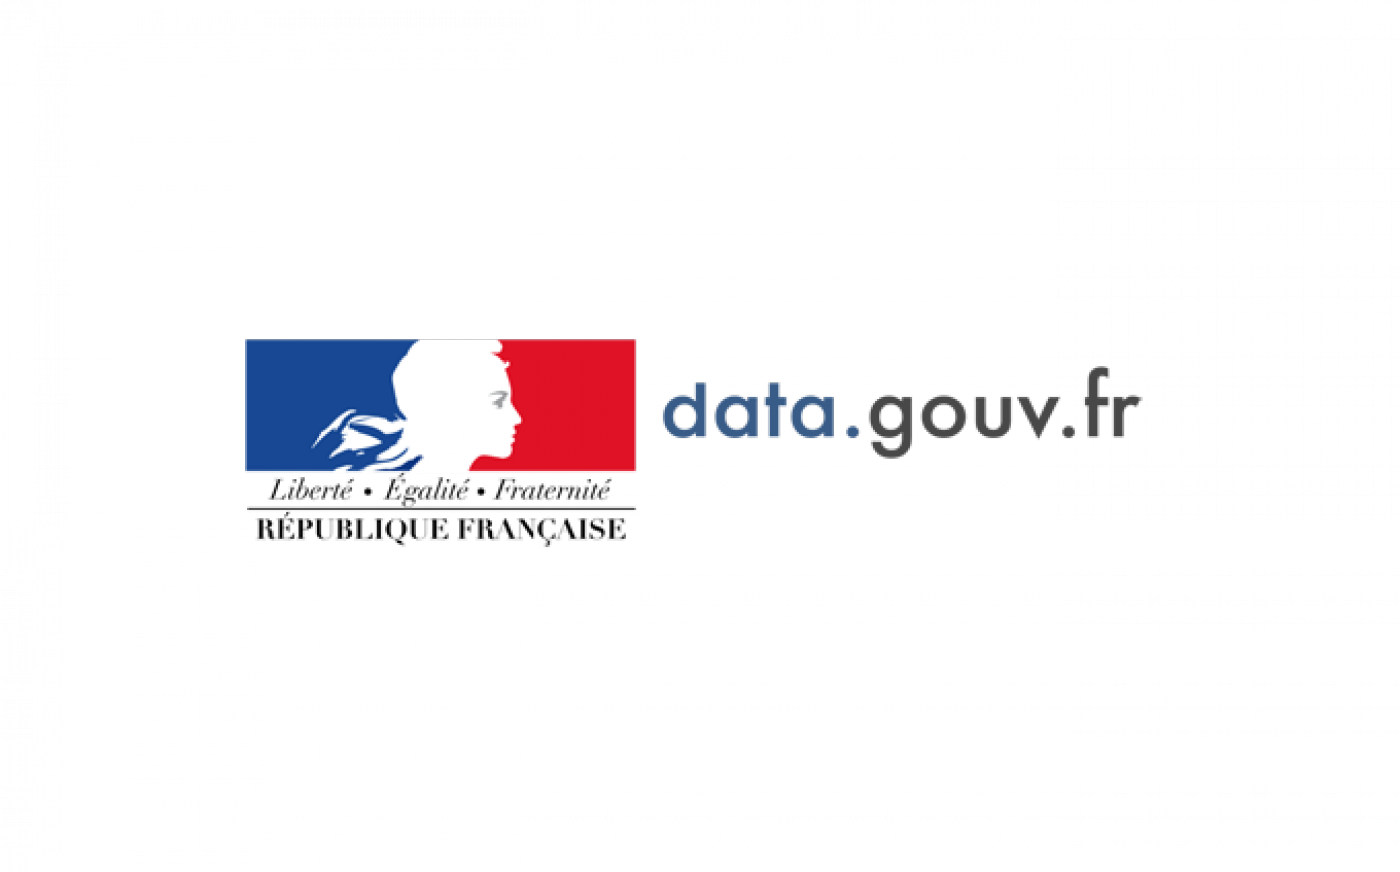 data.gouv.fr
Liberté • Égalité • Fraternité
RÉPUBLIQUE FRANÇAISE